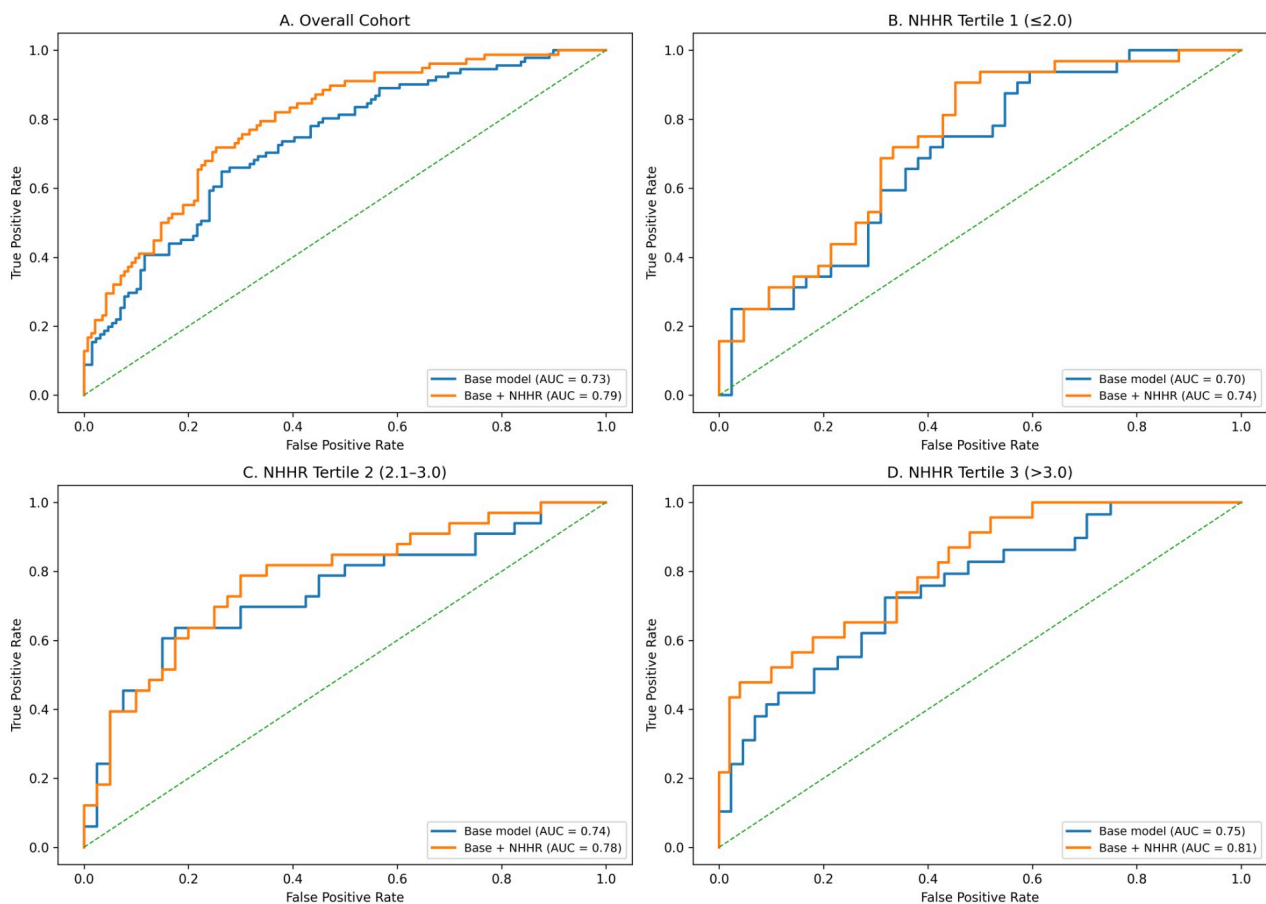 A. Overall Cohort
True Positive Rate
1.0
0.8
0.6
0.4
0.2
0.0
Base model (AUC = 0.73)
Base + NHHR (AUC = 0.79)
0.0 0.2 0.4 0.6 0.8 1.0
False Positive Rate
B. NHHR Tertile 1 (≤2.0)
True Positive Rate
1.0
0.8
0.6
0.4
0.2
0.0
Base model (AUC = 0.70)
Base + NHHR (AUC = 0.74)
0.0 0.2 0.4 0.6 0.8 1.0
False Positive Rate
C. NHHR Tertile 2 (2.1–3.0)
True Positive Rate
1.0
0.8
0.6
0.4
0.2
0.0
Base model (AUC = 0.74)
Base + NHHR (AUC = 0.78)
0.0 0.2 0.4 0.6 0.8 1.0
False Positive Rate
D. NHHR Tertile 3 (>3.0)
True Positive Rate
1.0
0.8
0.6
0.4
0.2
0.0
Base model (AUC = 0.75)
Base + NHHR (AUC = 0.81)
0.0 0.2 0.4 0.6 0.8 1.0
False Positive Rate